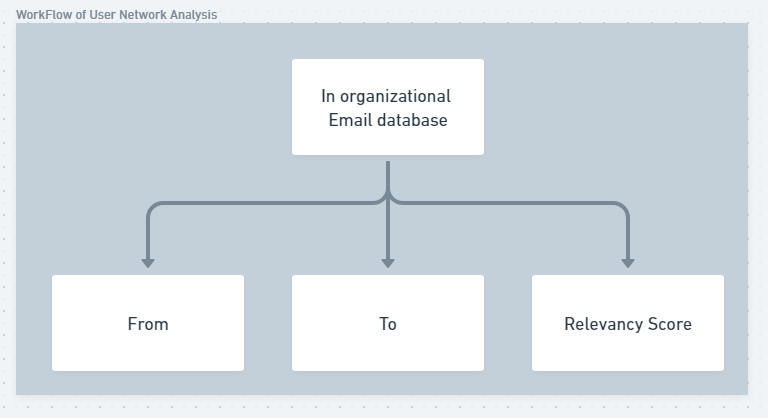 WorkFlow of User Network Analysis
In organizational
Email database
From
To
Relevancy Score